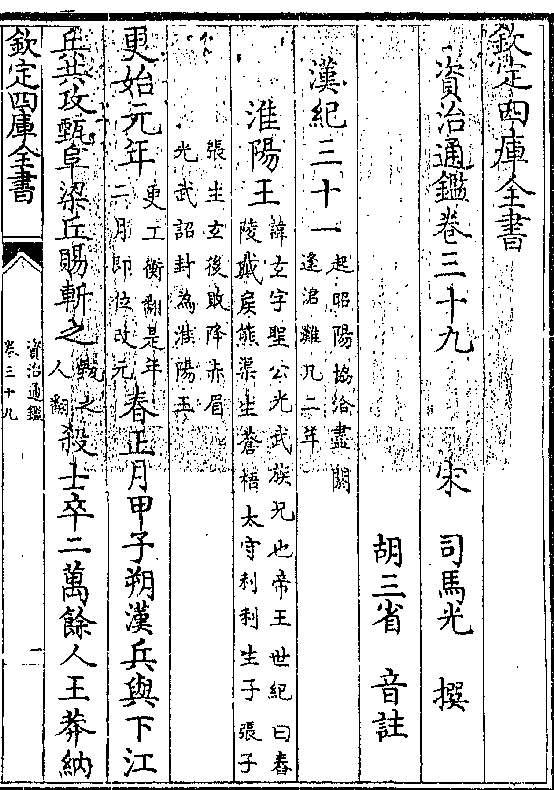 欽定四庫全書
資治通鑑卷三十九 宋 司馬光 撰
胡三省 音註
漢紀三十一 起昭陽協洽盡閼
逢涒灘凡二年
淮陽王 諱玄字聖公光武族兄也帝王世紀曰舂
陵戴侯熊渠生蒼梧太守利利生子張子
張生玄後敗降赤眉
光武詔封為淮陽王
更始元年 更工衡翻是年
二月即位改元 春正月甲子朔漢兵與下江
兵共攻甄阜梁丘賜斬之 甄之
人翻 殺士卒二萬餘人王莽納
欽定四庫全書
資治通鑑
卷三十九
一